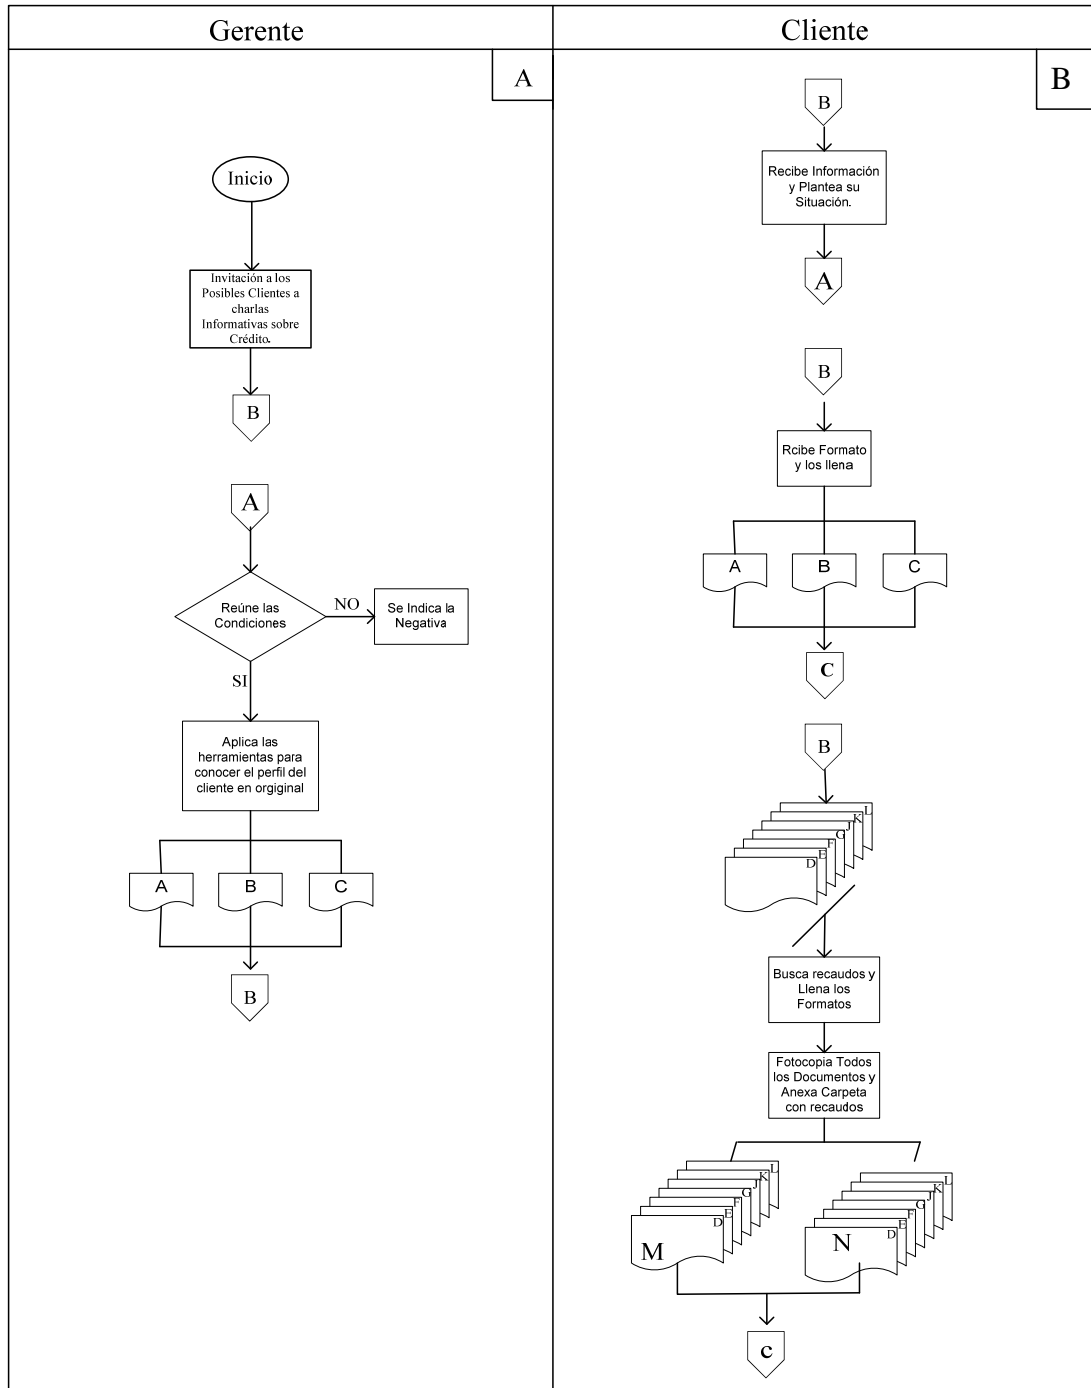 Gerente
A
Inicio
Invitación a los
Posibles Clientes a
charlas
Informativas sobre
Crédito.
B
A
Reúne las
Condiciones
NO
Se Indica la
Negativa
SI
Aplica las
herramientas para
conocer el perfil del
cliente en orgiginal
A
B
C
B
Cliente
B
B
Recibe Información
y Plantea su
Situación.
A
B
Rcibe Formato
y los llena
A
B
C
C
B
L
K
J
G
F
E
D
Busca recaudos y
Llena los
Formatos
Fotocopia Todos
los Documentos y
Anexa Carpeta
con recaudos
L
K
J
G
F
E
D
M
L
K
J
G
F
E
D
N
c